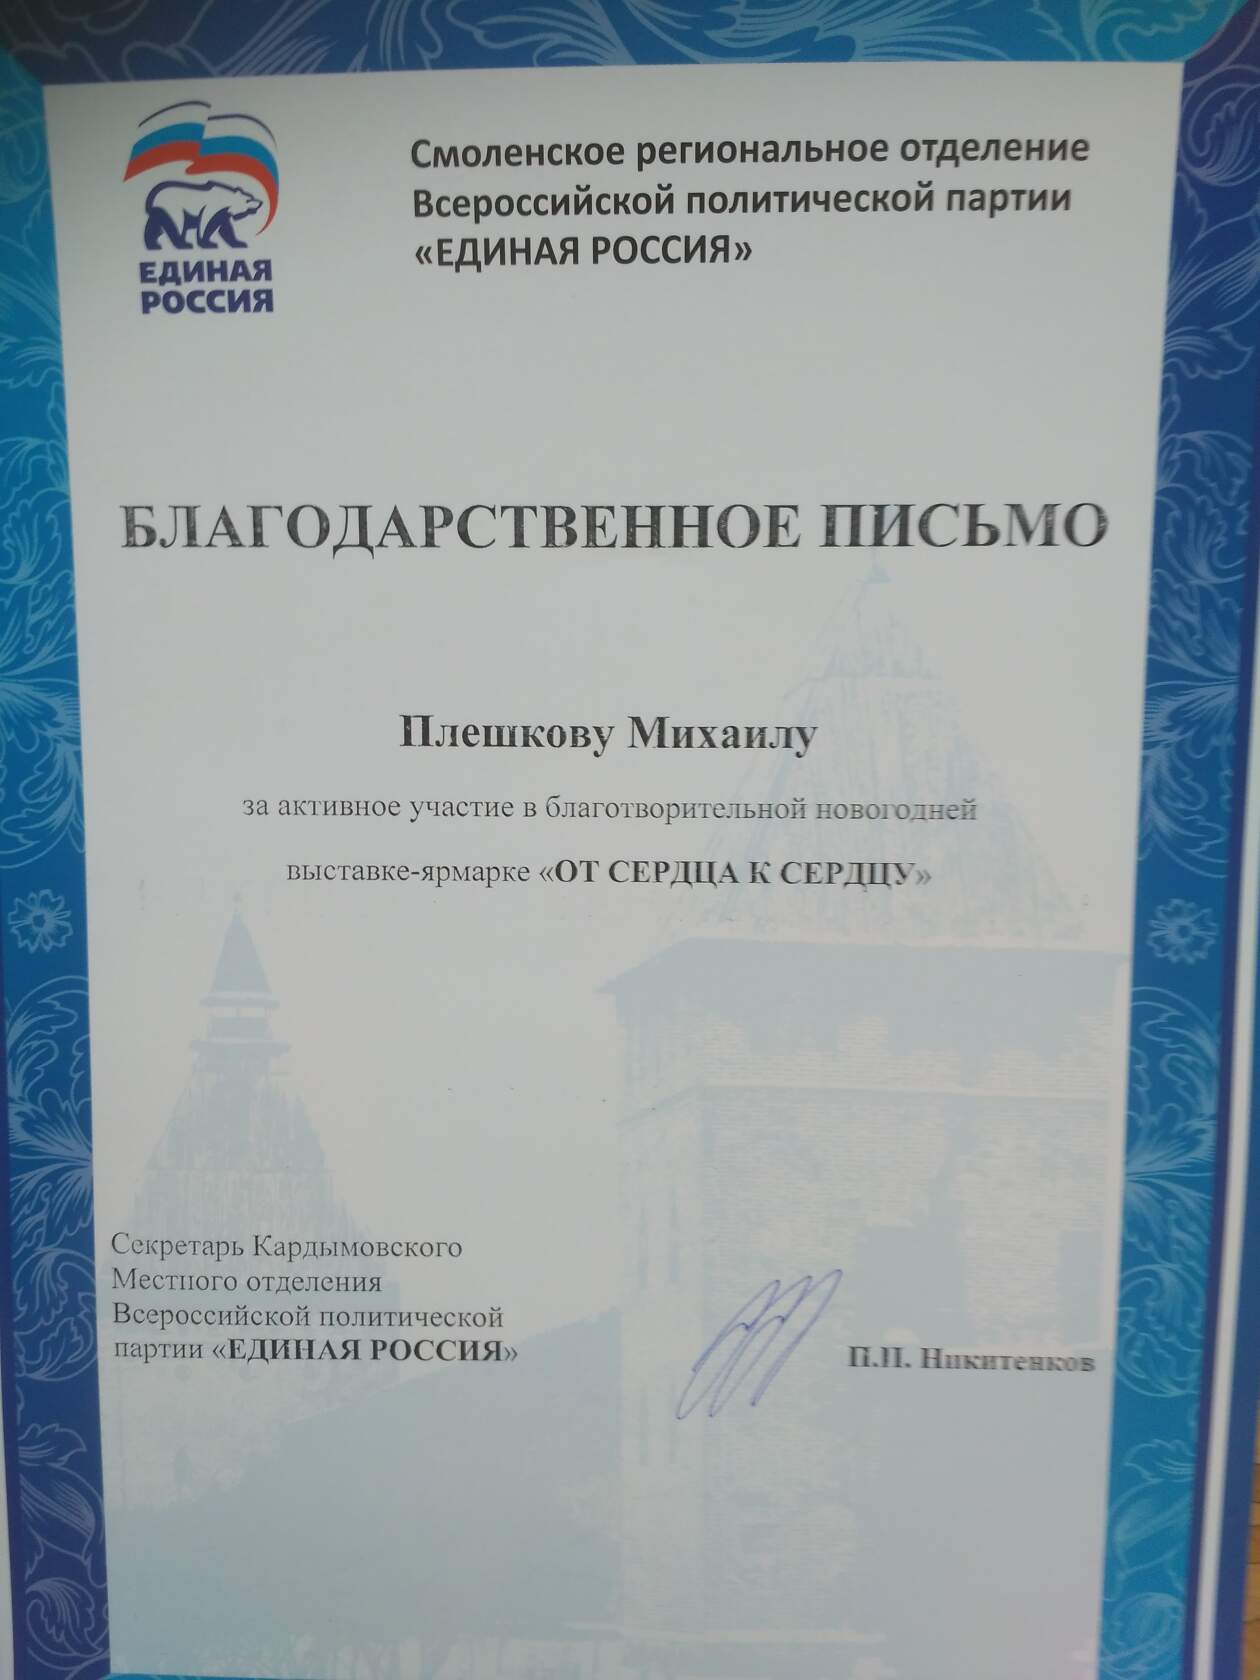 ЕДИНАЯ
РОССИЯ
Смоленское региональное отделение
Всероссийской политической партии
«ЕДИНАЯ РОССИЯ»
БЛАГОДАРСТВЕННОЕ ПИСЬМО
Плешкову Михаилу
за активное участие в благотворительной новогодней
выставке-ярмарке «ОТ СЕРДЦА К СЕРДЦУ»
Секретарь Кардымовского
Местного отделения
Всероссийской политической
партии «ЕДИНАЯ РОССИЯ»
П.П. Никитенков